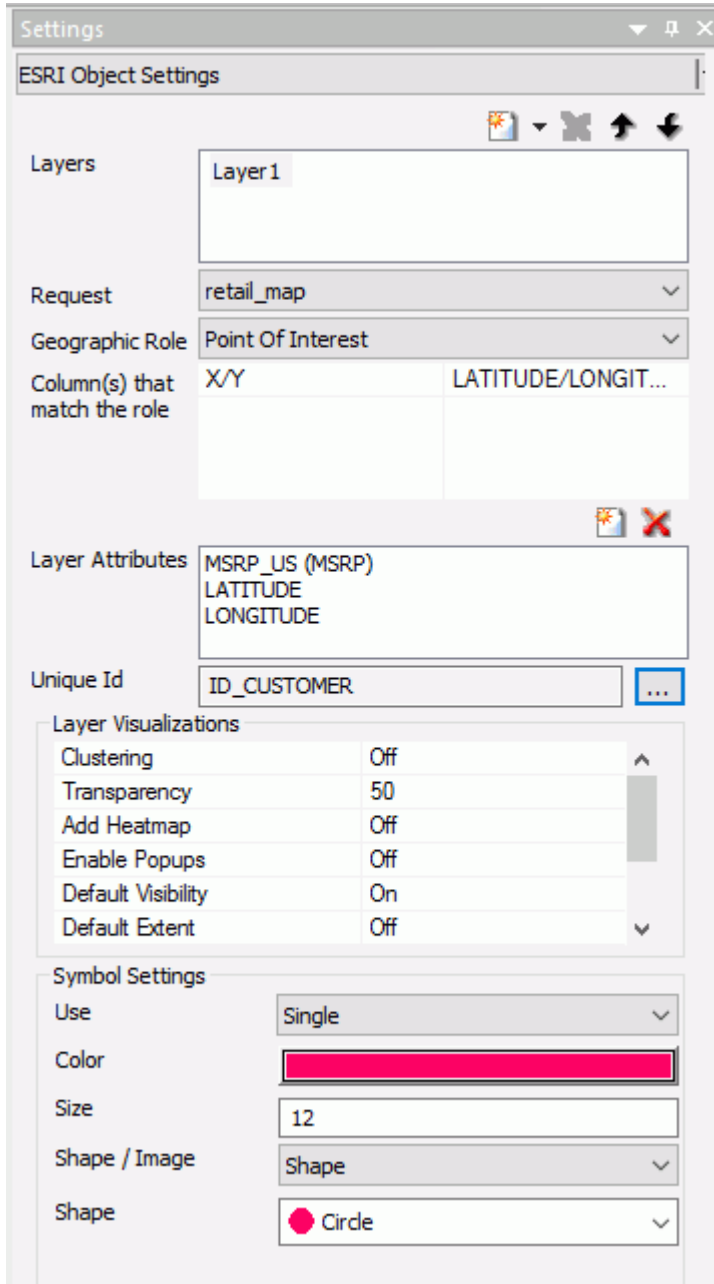 Settings
ESRI Object Settings
Layers
Layer1
Request retail_map
Geographic Role Point Of Interest
Column(s) that match the role X/Y LATITUDE/LONGIT...
Layer Attributes MSRP_US (MSRP)
LATITUDE
LONGITUDE
Unique Id ID_CUSTOMER ...
Layer Visualizations
Clustering Off
Transparency 50
Add Heatmap Off
Enable Popups Off
Default Visibility On
Default Extent Off
Symbol Settings
Use Single
Color
Size 12
Shape / Image Shape
Shape Circle